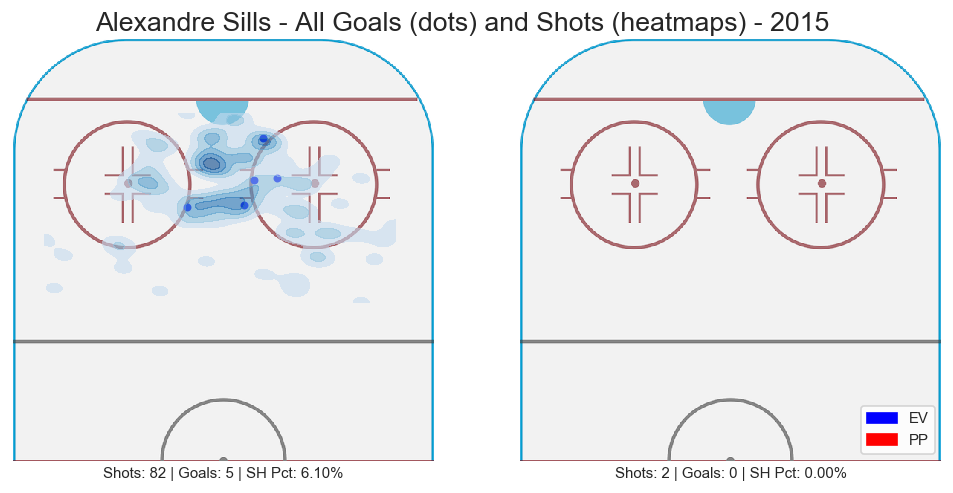 Alexandre Sills - All Goals (dots) and Shots (heatmaps) - 2015
EV
PP
Shots: 82 | Goals: 5 | SH Pct: 6.10%
Shots: 2 | Goals: 0 | SH Pct: 0.00%